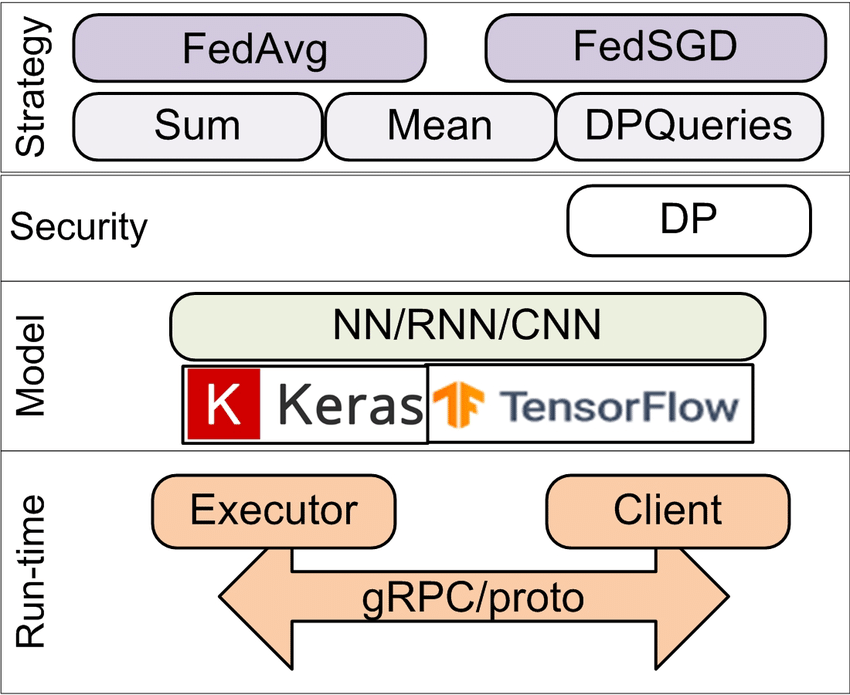 Strategy
FedAvg
FedSGD
Sum
Mean
DPQueries
Security
DP
Model
NN/RNN/CNN
K Keras
TensorFlow
Run-time
Executor
Client
gRPC/proto